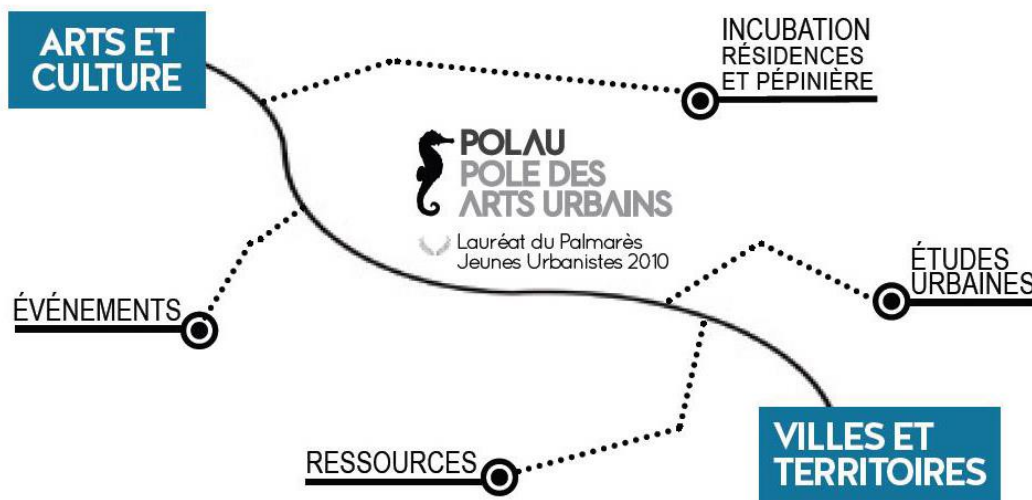 ARTS ET
CULTURE
INCUBATION
RÉSIDENCES
ET PÉPINIÈRE
POLAU
POLE DES
ARTS URBAINS
Lauréat du Palmarès
Jeunes Urbanistes 2010
ÉTUDES
URBAINES
ÉVÉNEMENTS
RESSOURCES
VILLES ET
TERRITOIRES